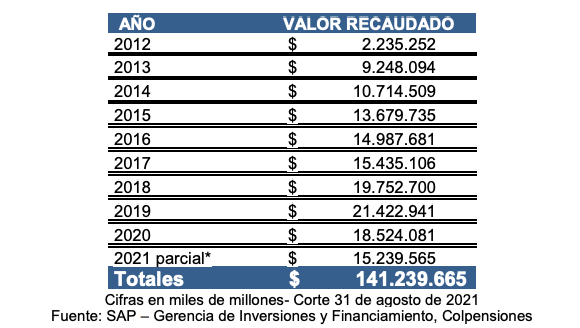 AÑO VALOR RECAUDADO
2012 $ 2.235.252
2013 $ 9.248.094
2014 $ 10.714.509
2015 $ 13.679.735
2016 $ 14.987.681
2017 $ 15.435.106
2018 $ 19.752.700
2019 $ 21.422.941
2020 $ 18.524.081
2021 parcial* $ 15.239.565
Totales $ 141.239.665
Cifras en miles de millones- Corte 31 de agosto de 2021
Fuente: SAP – Gerencia de Inversiones y Financiamiento, Colpensiones